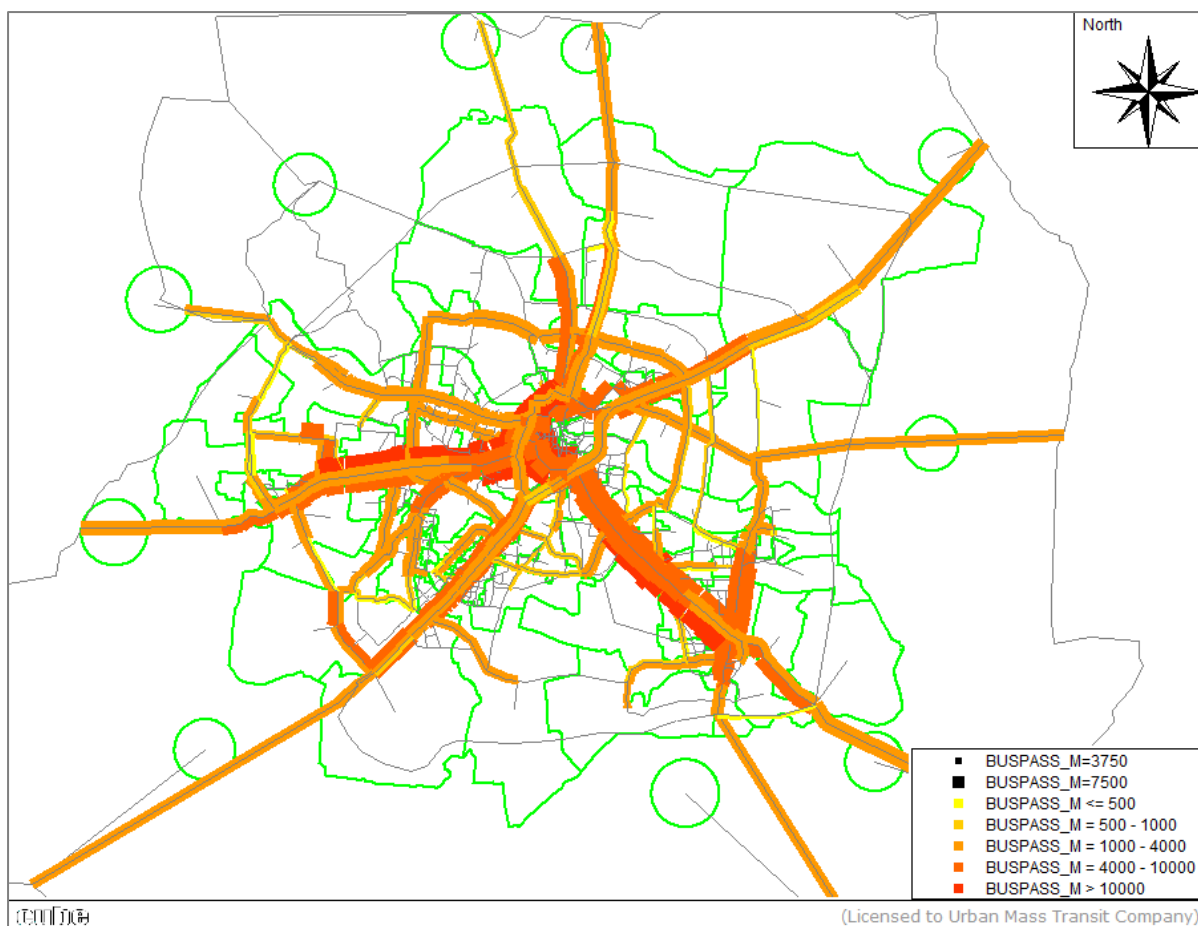 North
BUSPASS_M=3750
BUSPASS_M=7500
BUSPASS_M <= 500
BUSPASS_M = 500 - 1000
BUSPASS_M = 1000 - 4000
BUSPASS_M = 4000 - 10000
BUSPASS_M > 10000
(Licensed to Urban Mass Transit Company)